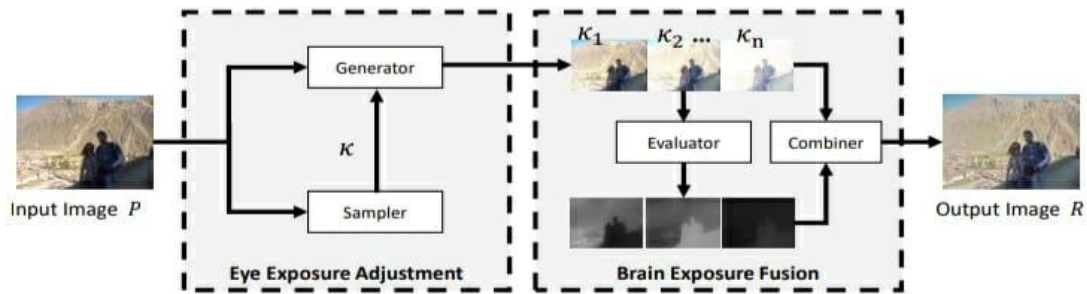 κ₁ κ₂ ... κₙ
Generator
κ
Evaluator
Combiner
Sampler
Input Image P
Output Image R
Eye Exposure Adjustment
Brain Exposure Fusion